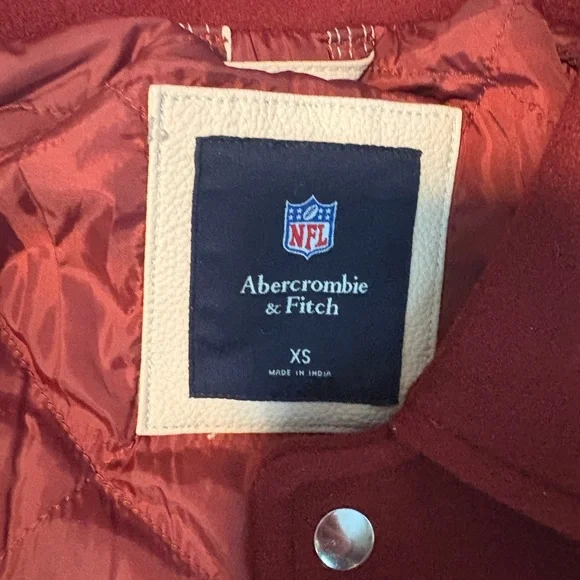 NFL
Abercrombie
& Fitch
XS
MADE IN INDIA